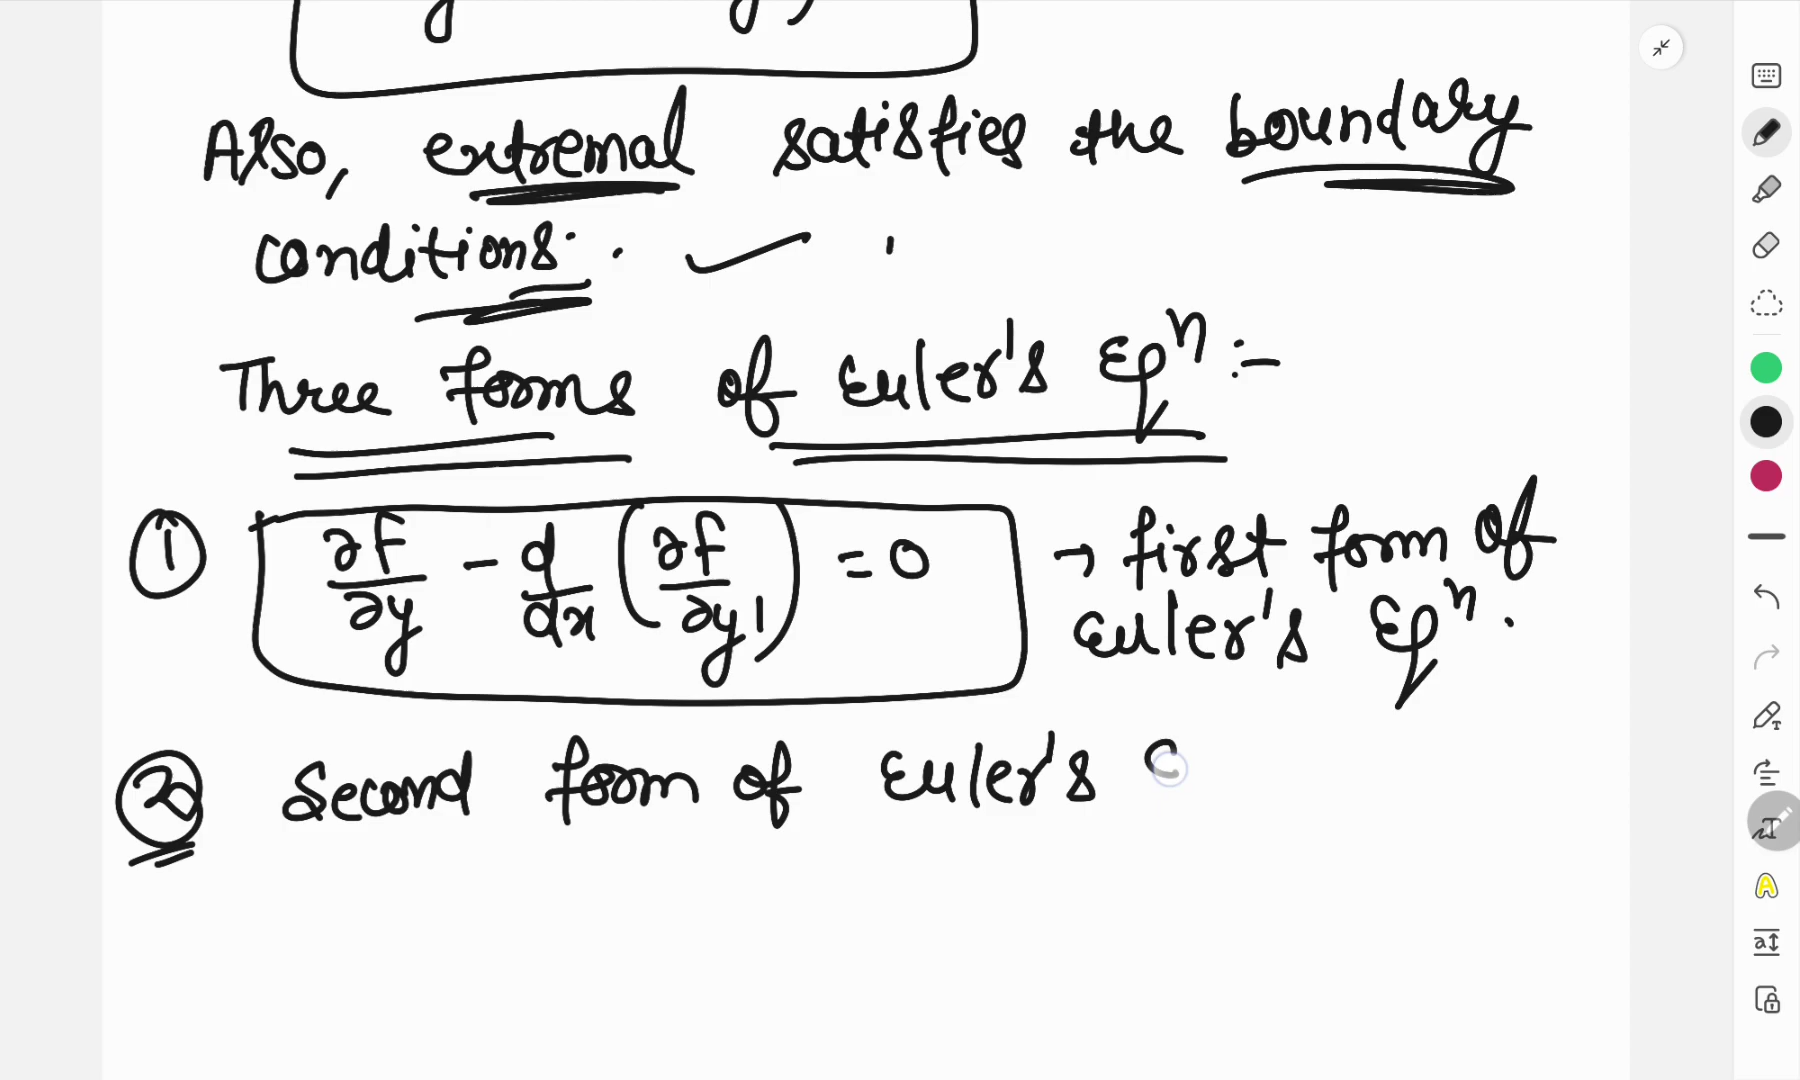 Also, extremal satisfies the boundary
conditions.
Three forms of Euler's Eqⁿ :-
① ∂F/∂y - d/dx (∂F/∂y') = 0 → first form of
Euler's Eqⁿ.
② Second form of Euler's